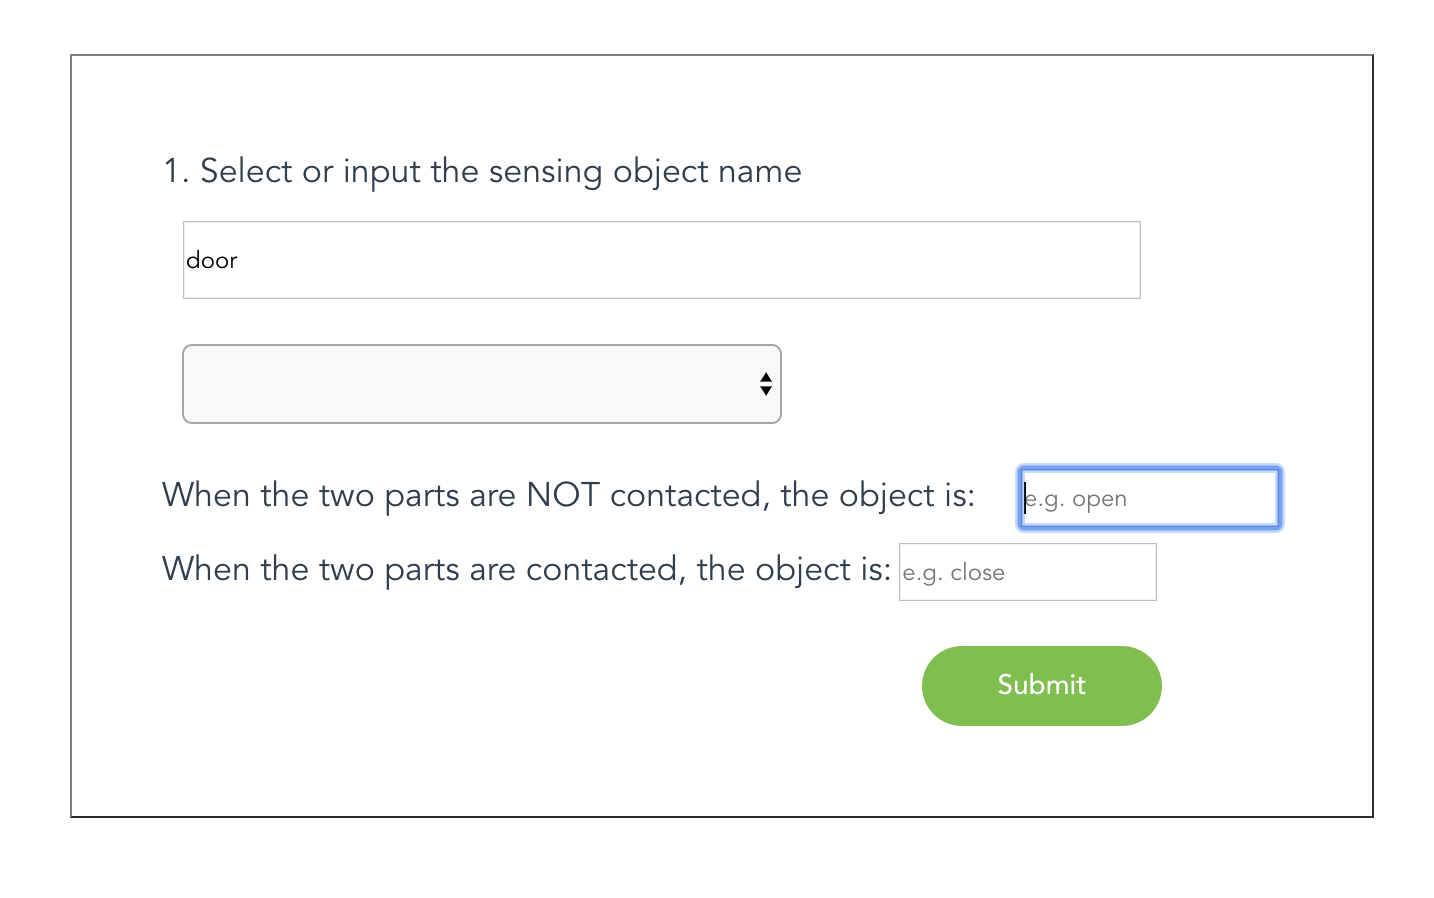 1. Select or input the sensing object name
door
When the two parts are NOT contacted, the object is: e.g. open
When the two parts are contacted, the object is: e.g. close
Submit